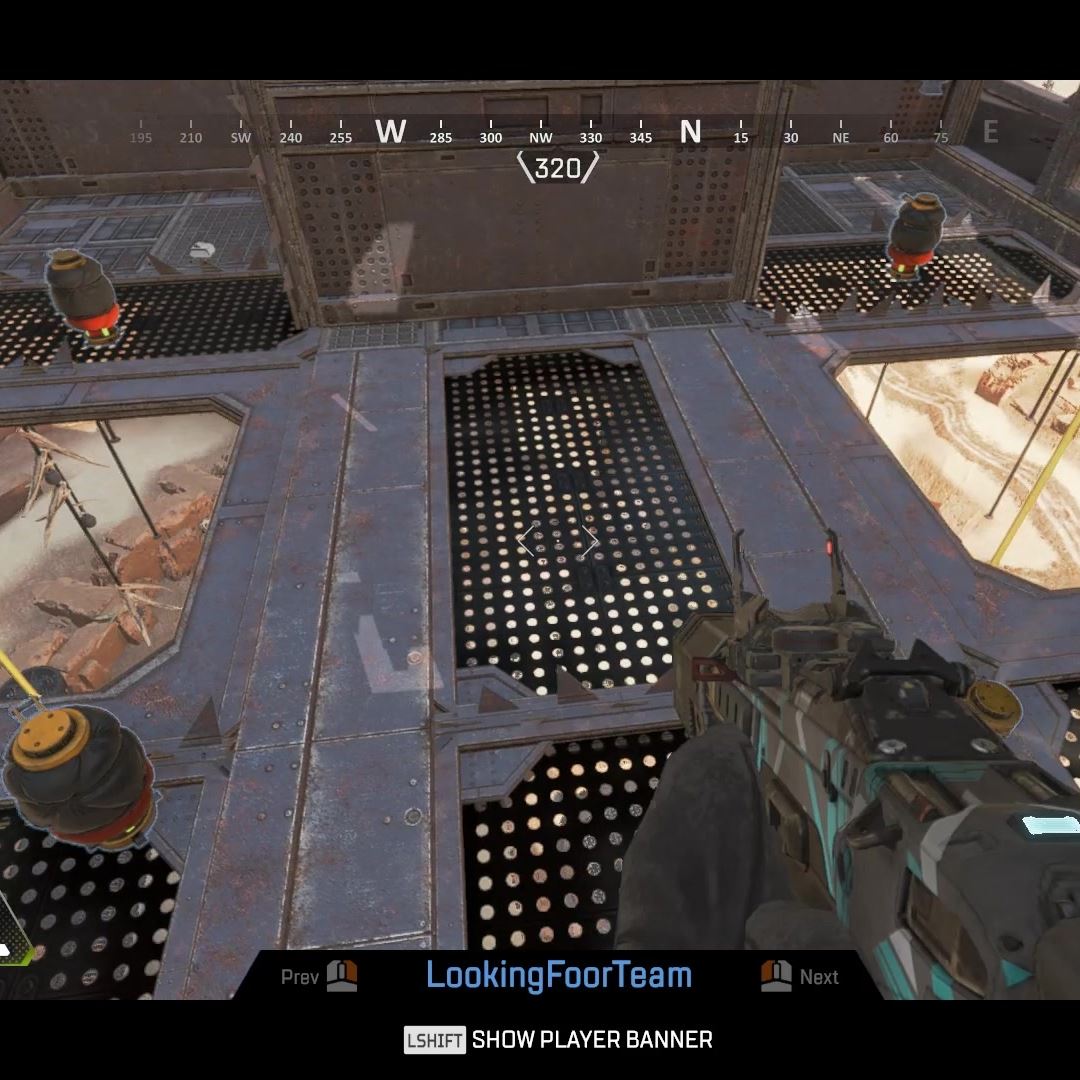 S 195 210 SW 240 255 W 285 300 NW 330 345 N 15 30 NE 60 75 E
320
Prev LookingFoorTeam Next
LSHIFT SHOW PLAYER BANNER